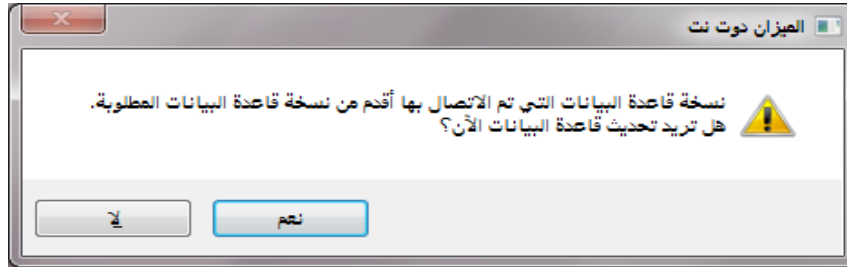 الميزان دوت نت
نسخة قاعدة البيانات التي تم الاتصال بها أقدم من نسخة قاعدة البيانات المطلوبة.
هل تريد تحديث قاعدة البيانات الآن؟
نعم
لا